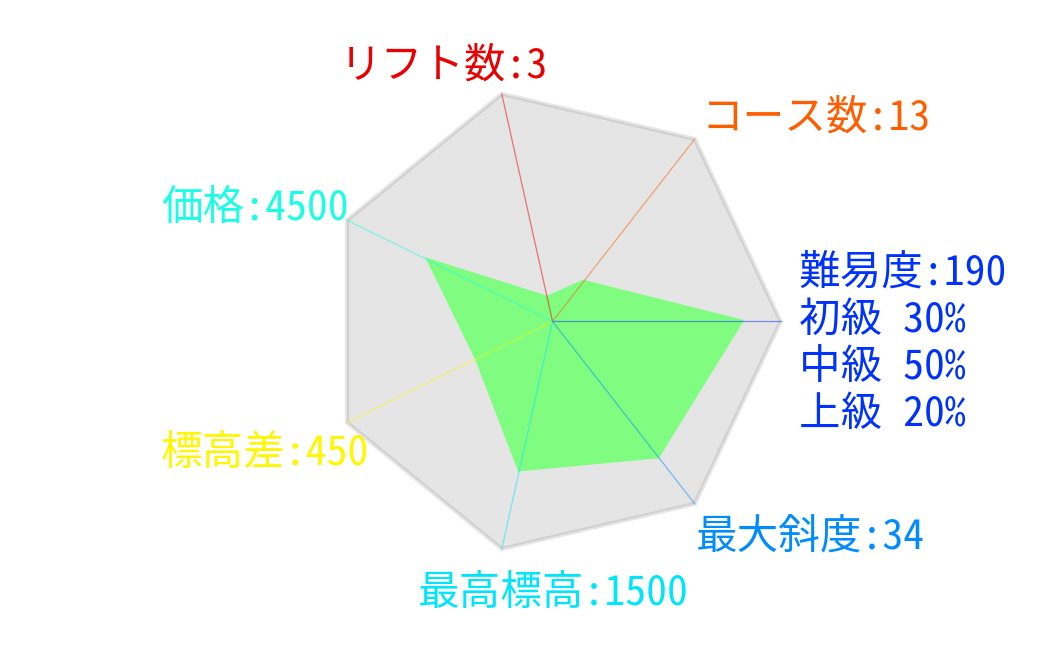 リフト数:3
コース数:13
価格:4500
難易度:190
初級 30%
中級 50%
上級 20%
標高差:450
最大斜度:34
最高標高:1500